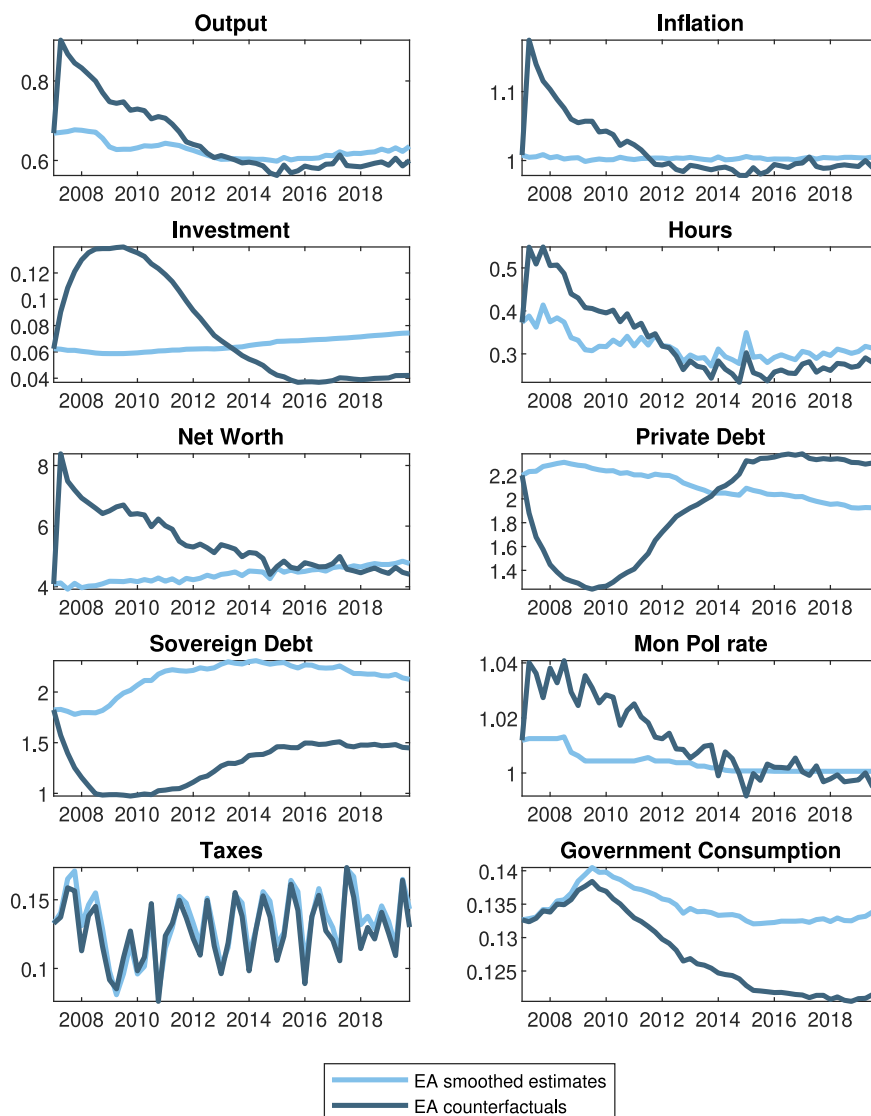 Output
Inflation
0.8
0.6
1.1
1
2008 2010 2012 2014 2016 2018
2008 2010 2012 2014 2016 2018
Investment
Hours
0.12
0.1
0.08
0.06
0.04
0.5
0.4
0.3
2008 2010 2012 2014 2016 2018
2008 2010 2012 2014 2016 2018
Net Worth
Private Debt
8
6
4
2.2
2
1.8
1.6
1.4
2008 2010 2012 2014 2016 2018
2008 2010 2012 2014 2016 2018
Sovereign Debt
Mon Pol rate
2
1.5
1
1.04
1.02
1
2008 2010 2012 2014 2016 2018
2008 2010 2012 2014 2016 2018
Taxes
Government Consumption
0.15
0.1
0.14
0.135
0.13
0.125
2008 2010 2012 2014 2016 2018
2008 2010 2012 2014 2016 2018
EA smoothed estimates
EA counterfactuals